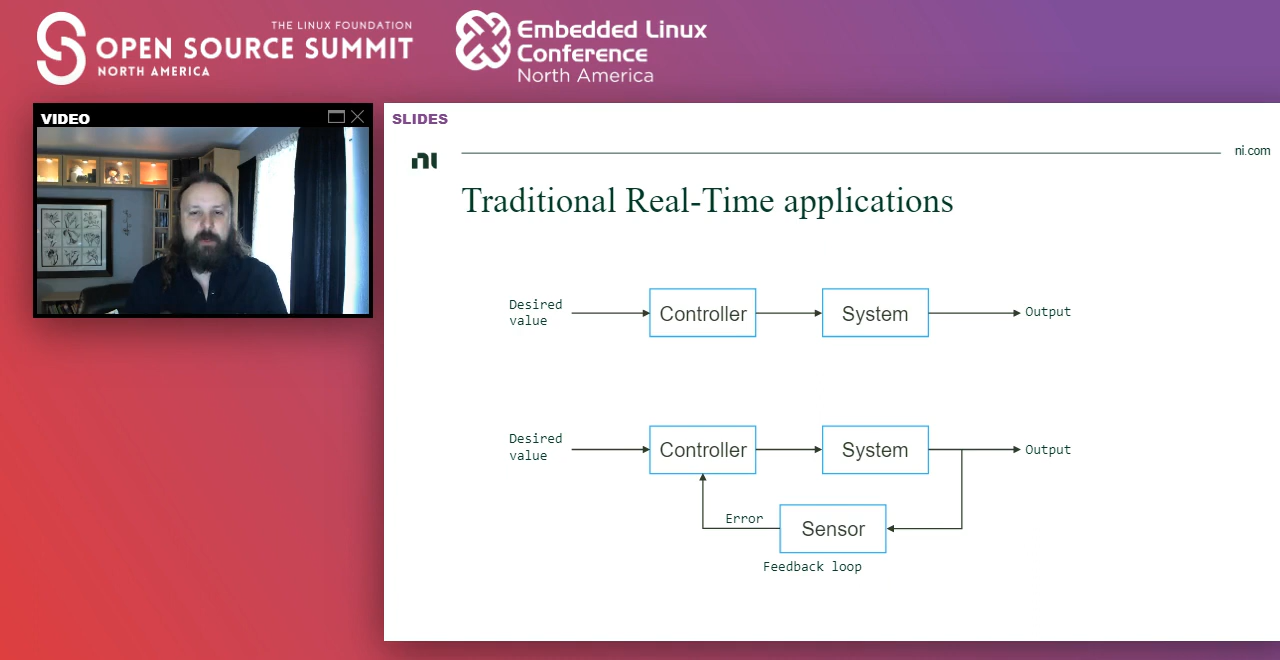 THE LINUX FOUNDATION
OPEN SOURCE SUMMIT
NORTH AMERICA
Embedded Linux
Conference
North America
VIDEO
SLIDES
ni
ni.com
Traditional Real-Time applications
Desired
value
Controller
System
Output
Desired
value
Controller
System
Output
Error
Sensor
Feedback loop